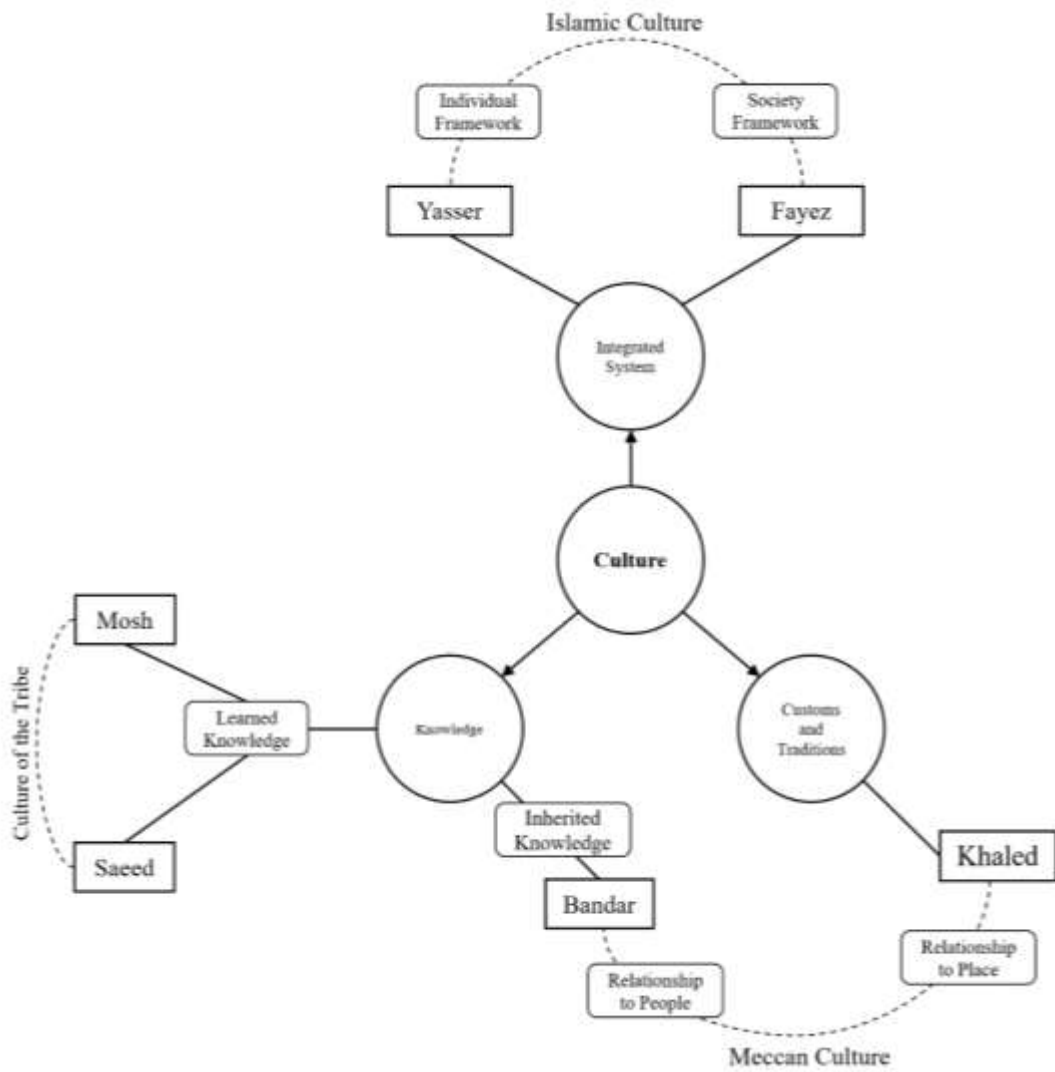 Islamic Culture
Individual
Framework
Society
Framework
Yasser
Fayez
Integrated
System
Culture
Mosh
Culture of the Tribe
Learned
Knowledge
Knowledge
Customs
and
Traditions
Inherited
Knowledge
Saeed
Khaled
Bandar
Relationship
to People
Relationship
to Place
Meccan Culture